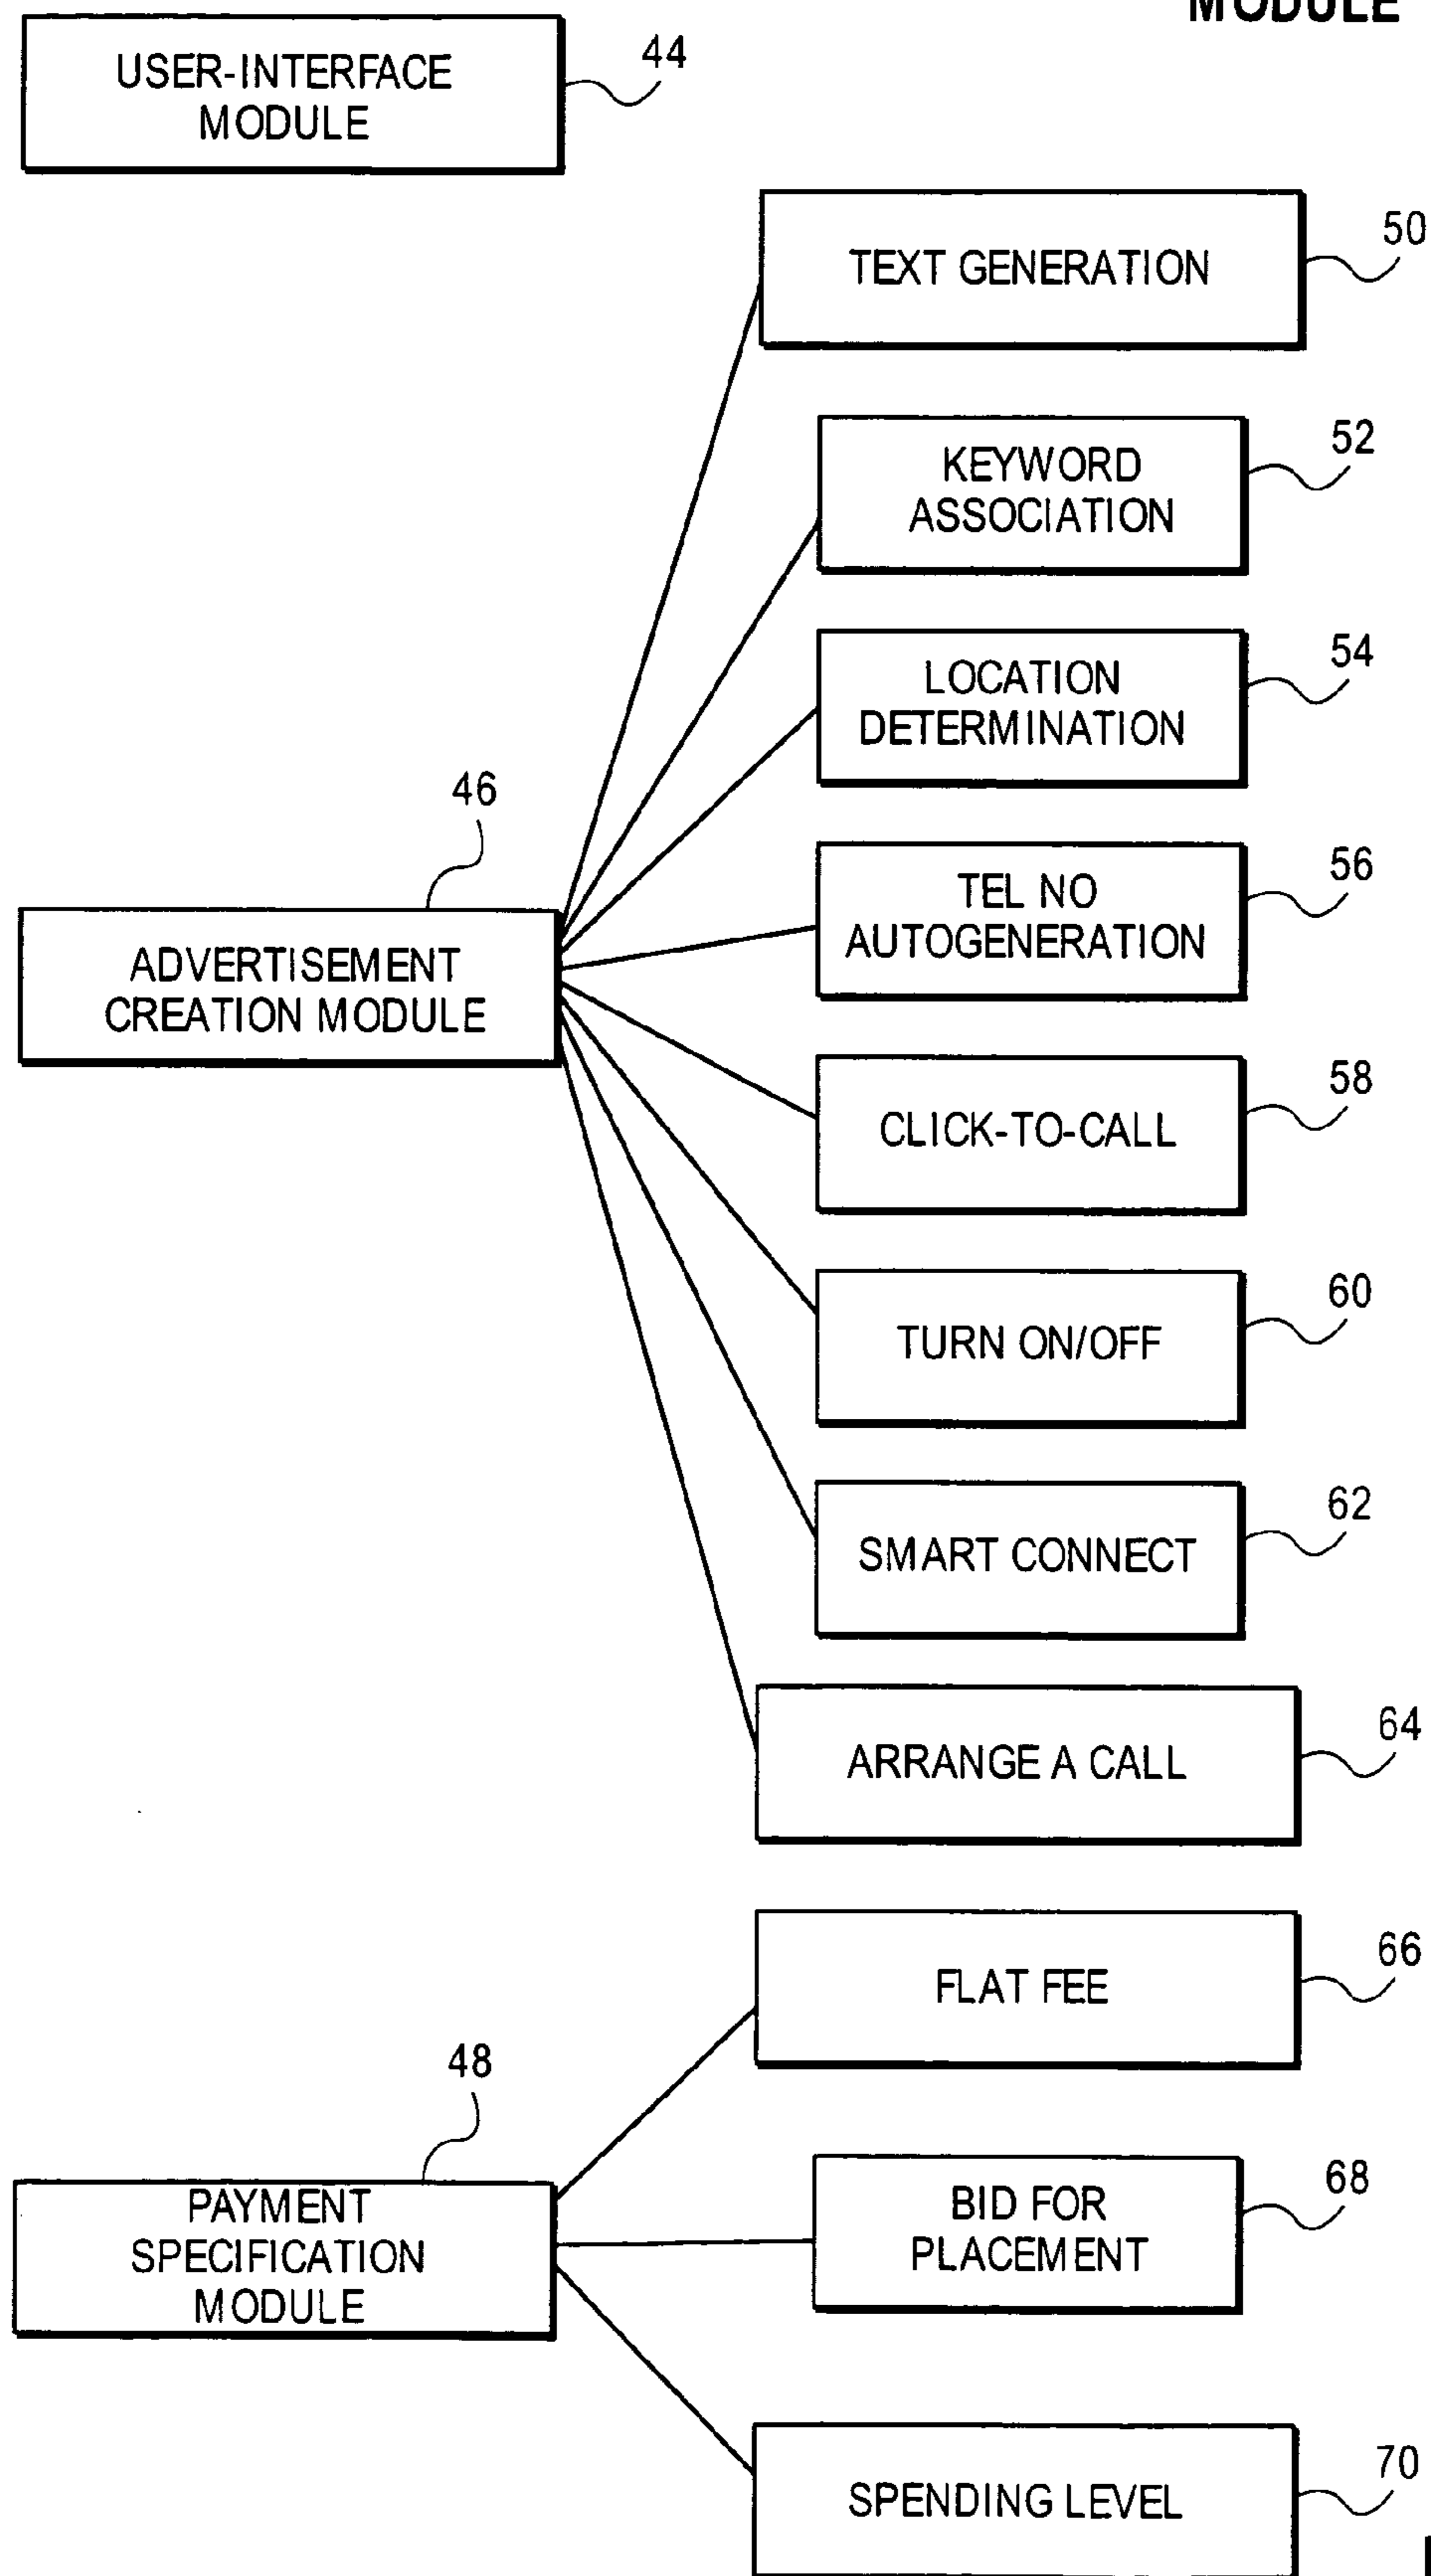 MODULE
USER-INTERFACE
MODULE
44
TEXT GENERATION
50
KEYWORD
ASSOCIATION
52
LOCATION
DETERMINATION
54
46
ADVERTISEMENT
CREATION MODULE
TEL NO
AUTOGENERATION
56
CLICK-TO-CALL
58
TURN ON/OFF
60
SMART CONNECT
62
ARRANGE A CALL
64
FLAT FEE
66
48
PAYMENT
SPECIFICATION
MODULE
BID FOR
PLACEMENT
68
SPENDING LEVEL
70